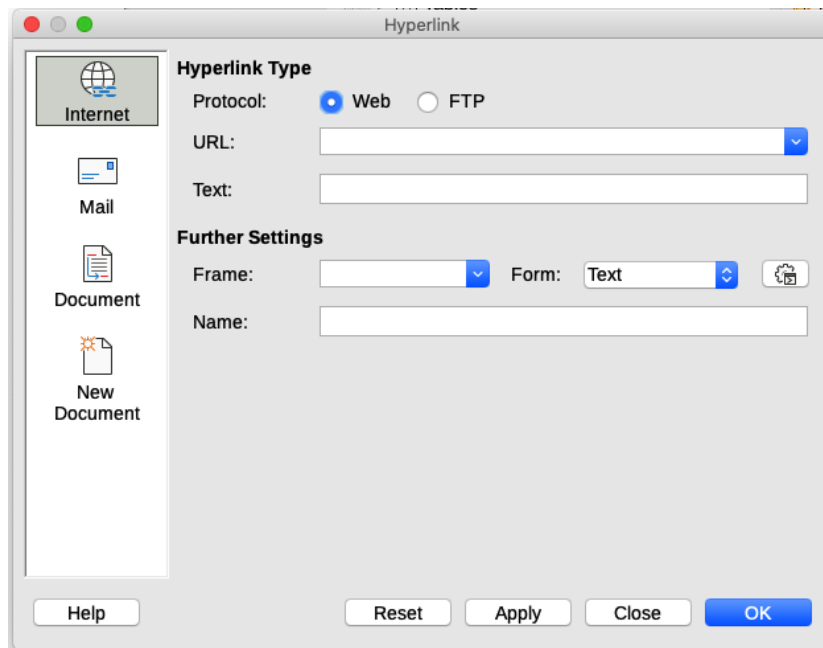 Hyperlink
Internet
Mail
Document
New
Document
Hyperlink Type
Protocol: Web FTP
URL:
Text:
Further Settings
Frame: Form: Text
Name:
Help Reset Apply Close OK